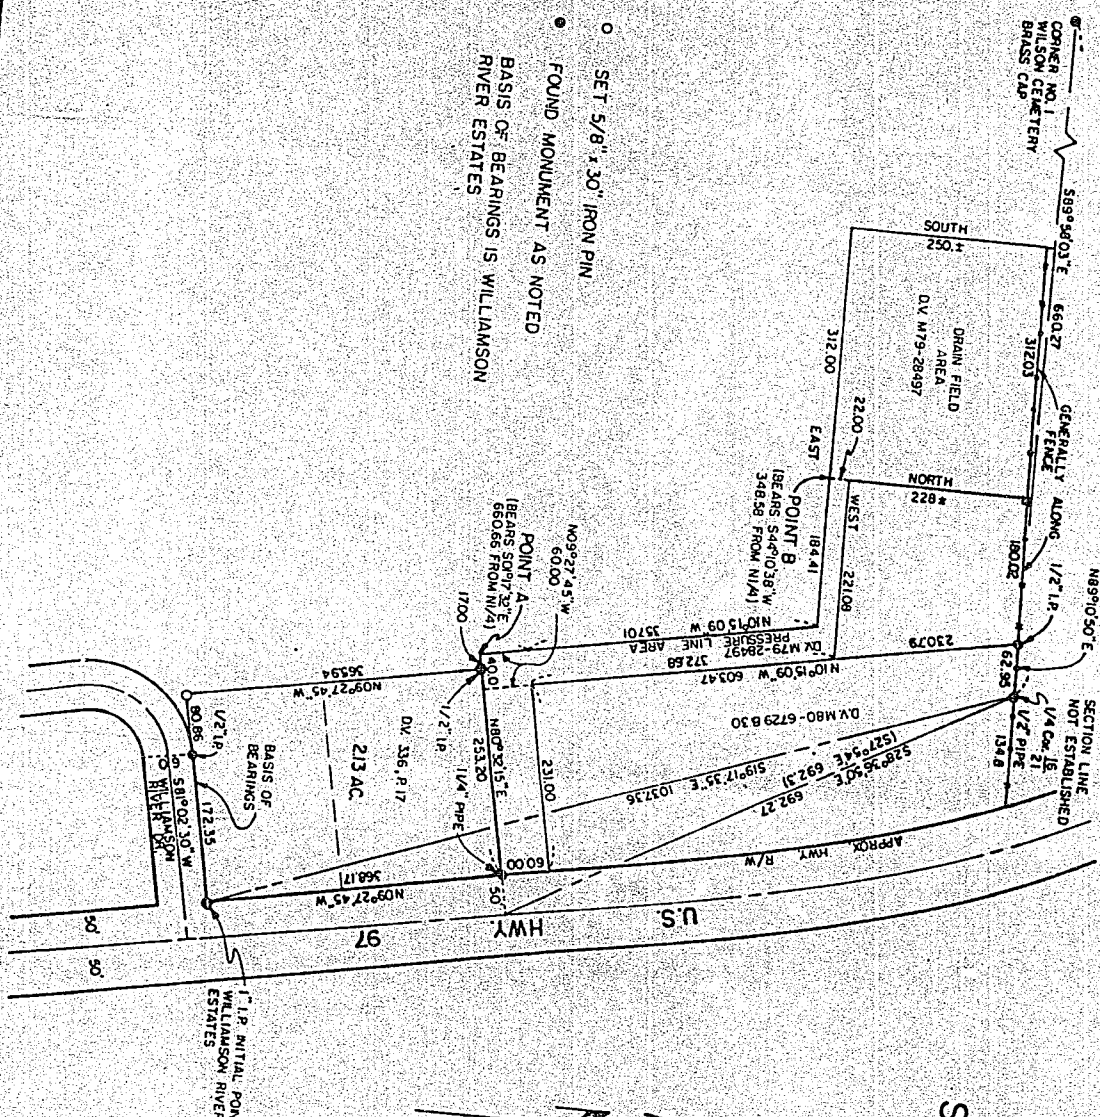 CORNER NO. 1
WILSON CEMETERY
BRASS CAP
S89°58'03"E 660.27
312.03
GENERALLY ALONG
FENCE
180.02
1/2" I.P.
N89°10'50"E
62.95
SECTION LINE
NOT ESTABLISHED
1/4 Cor. 16
21
1/2" PIPE
134.8
SOUTH
250.±
DRAIN FIELD
AREA
D.V. M79-28497
NORTH
228±
312.00
22.00
EAST
WEST
184.41
221.08
POINT B
(BEARS S44°10'38"W
348.58 FROM N1/4)
230.79
N10°15'09"W
357.01
D.V. M79-28497
PRESSURE LINE AREA
372.68
N10°15'09"W 603.47
D.V. M80-6729 & 30
S19°17'35"E 1037.36
(S27°54'E 692.3)
S28°36'50"E
692.27
APPROX. HWY. R/W
N09°27'45"W
60.00
POINT A
(BEARS S01°17'32"E
660.66 FROM N1/4)
17.00
40.0
1/2" I.P.
N80°32'15"E
253.20
1 1/4" PIPE
231.00
60.00
50'
365.94
N09°27'45"W
D.V. 336, P. 17
2.13 AC.
368.17
N09°27'45"W
80.86
1/2" I.P.
BASIS OF
BEARINGS
172.35
S81°02'30"W
60
WILLIAMSON
RIVER DR.
U.S.
HWY.
97
50'
50'
1" I.P. INITIAL POIN
WILLIAMSON RIVER
ESTATES
O SET 5/8" x 30" IRON PIN
FOUND MONUMENT AS NOTED
BASIS OF BEARINGS IS WILLIAMSON
RIVER ESTATES
S